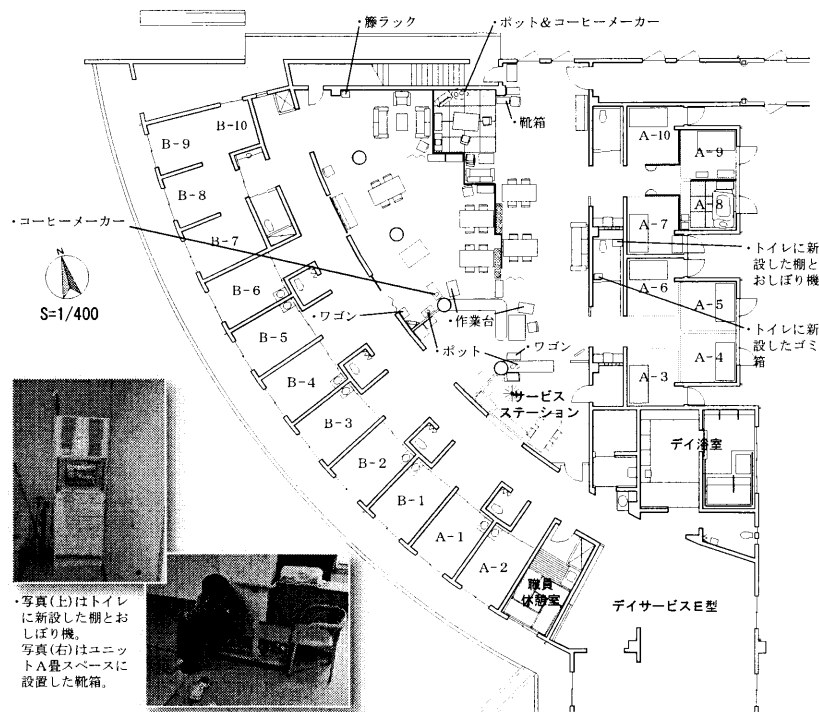 ・籐ラック
・ポット&コーヒーメーカー
・靴箱
B-10
B-9
B-8
B-7
B-6
B-5
B-4
B-3
B-2
B-1
A-1
A-2
A-10
A-9
A-8
A-7
A-6
A-5
A-4
A-3
・コーヒーメーカー
N
S=1/400
・ワゴン
・作業台
・ポット
・ワゴン
サービス
ステーション
・トイレに新
設した棚と
おしぼり機
・トイレに新
設したゴミ
箱
デイ浴室
職員
休憩室
デイサービスE型
・写真(上)はトイレ
に新設した棚とお
しぼり機。
写真(右)はユニッ
トA畳スペースに
設置した靴箱。